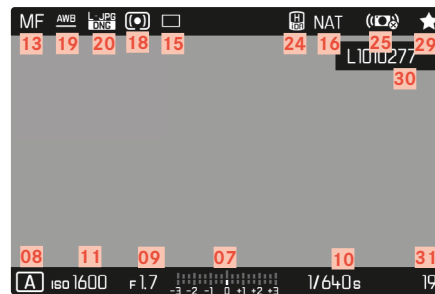 MF AWB L-JPG DNG H iDR NAT
13 19 20 18 15 24 16 25 29
L1010277
30
08 11 09 07 10 31
A ISO 1600 F 1.7 -3 -2 -1 0 +1 +2 +3 1/640s 19